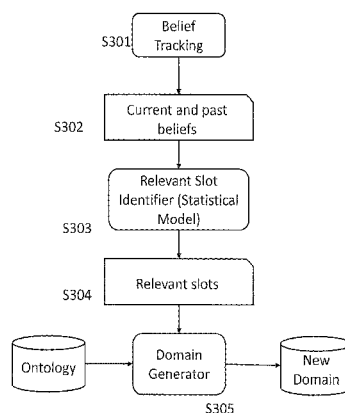 S301
Belief
Tracking
S302
Current and past
beliefs
S303
Relevant Slot
Identifier (Statistical
Model)
S304
Relevant slots
Ontology
Domain
Generator
New
Domain
S305